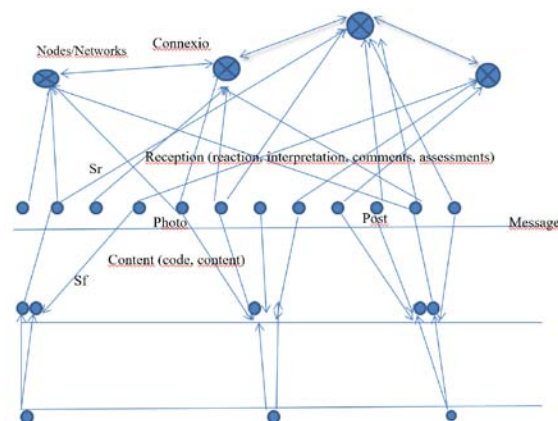 Connexio
Nodes/Networks
Reception (reaction, interpretation, comments, assessments)
Sr
Photo
Post
Message
Content (code, content)
Sf